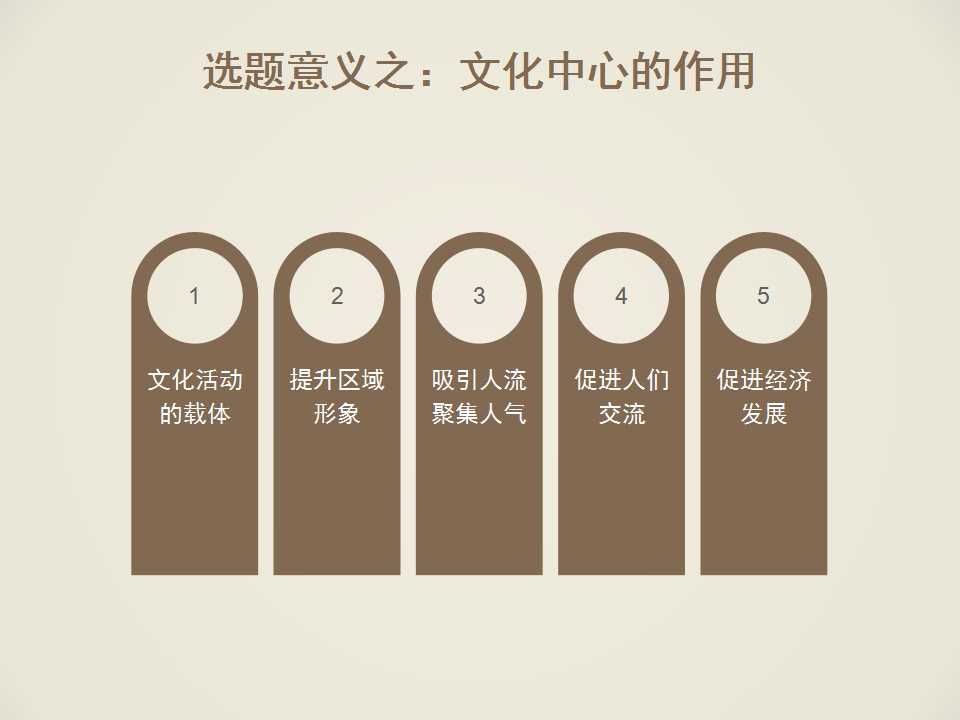 选题意义之：文化中心的作用
1
文化活动
的载体
2
提升区域
形象
3
吸引人流
聚集人气
4
促进人们
交流
5
促进经济
发展